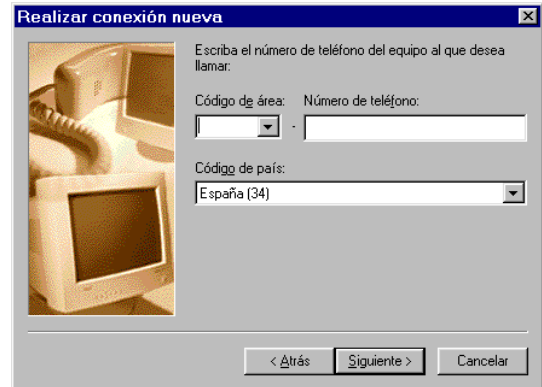 Realizar conexión nueva
Escriba el número de teléfono del equipo al que desea
llamar:
Código de área: Número de teléfono:
-
Código de país:
España (34)
< Atrás Siguiente > Cancelar